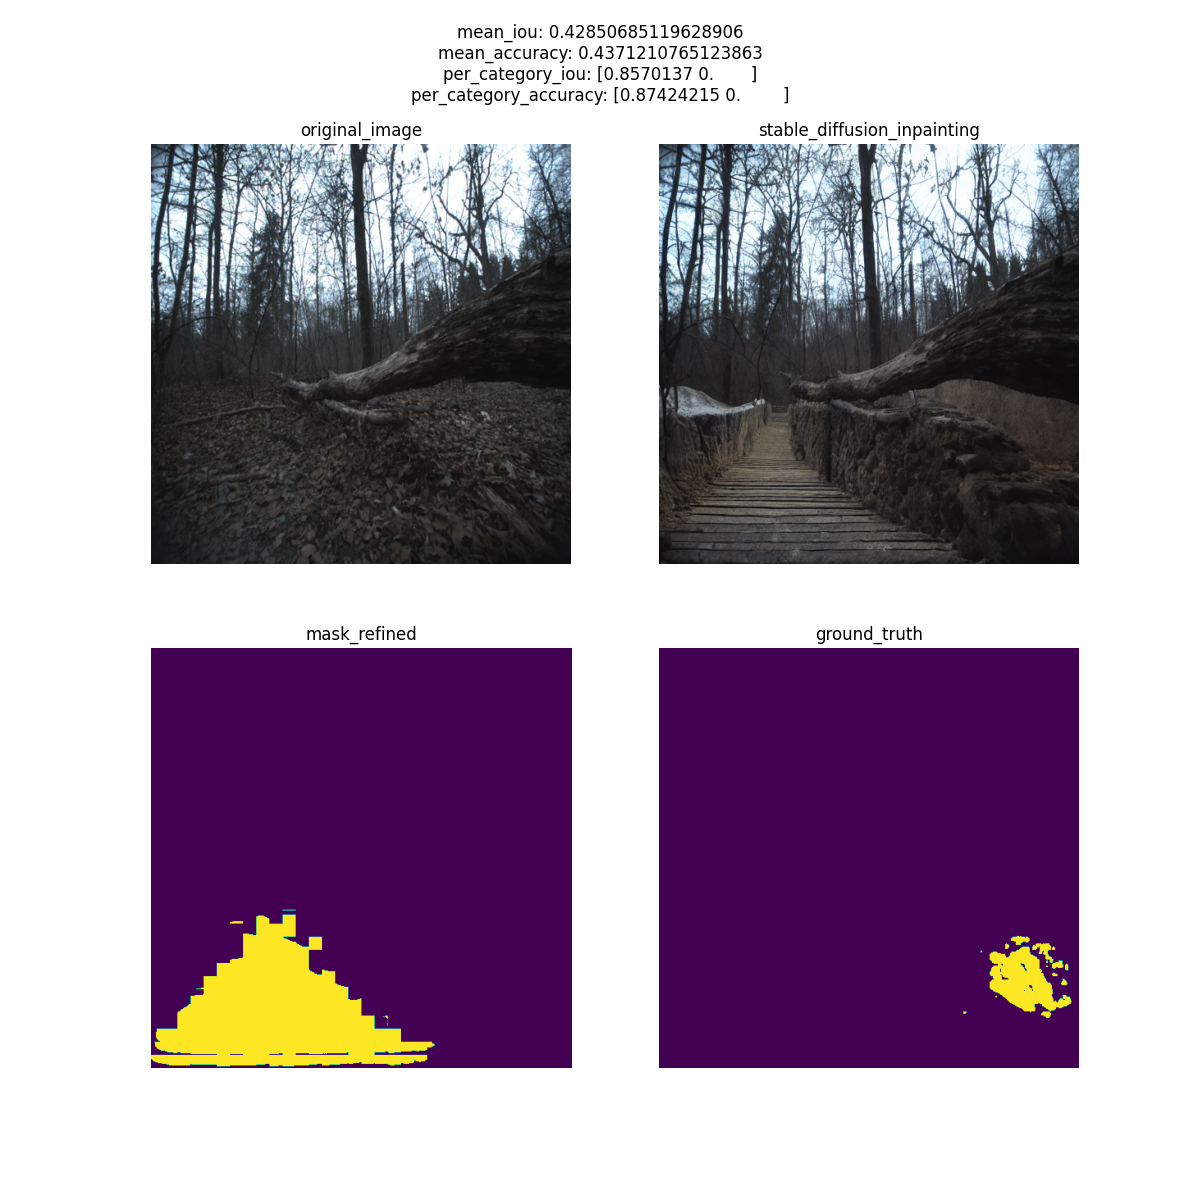 mean_iou: 0.42850685119628906
mean_accuracy: 0.4371210765123863
per_category_iou: [0.8570137 0. ]
per_category_accuracy: [0.87424215 0. ]
original_image
stable_diffusion_inpainting
mask_refined
ground_truth